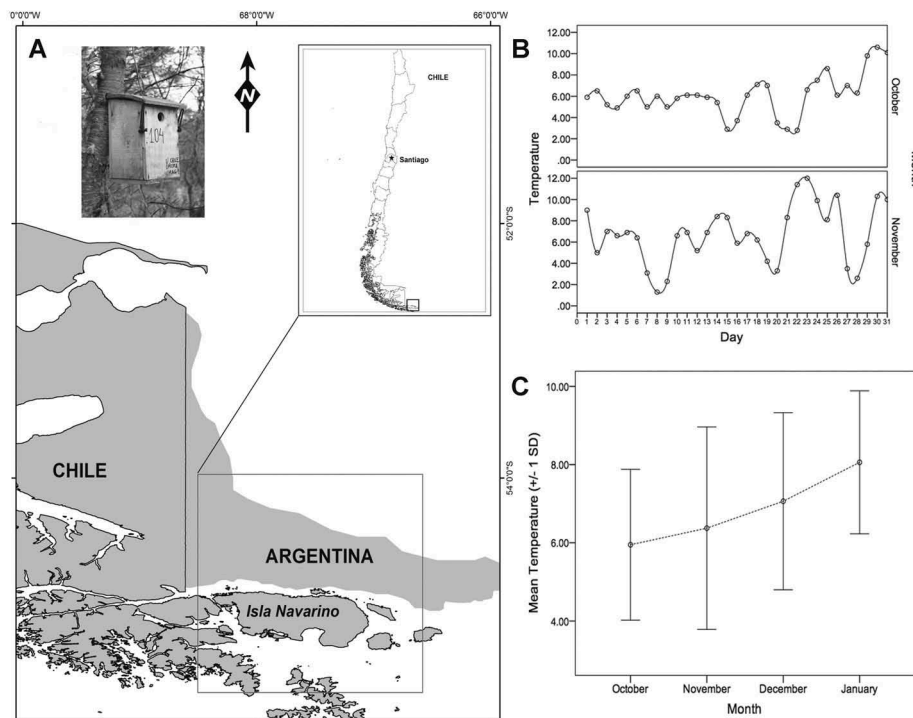 0°0'0"W
68°0'0"W
66°0'0"W
A
104
N
CHILE
Santiago
52°0'0"S
54°0'0"S
CHILE
ARGENTINA
Isla Navarino
B
Temperature
12.00
10.00
8.00
6.00
4.00
2.00
.00
October
12.00
10.00
8.00
6.00
4.00
2.00
.00
November
0 1 2 3 4 5 6 7 8 9 10 11 12 13 14 15 16 17 18 19 20 21 22 23 24 25 26 27 28 29 30 31
Day
C
Mean Temperature (+/- 1 SD)
10.00
8.00
6.00
4.00
October November December January
Month